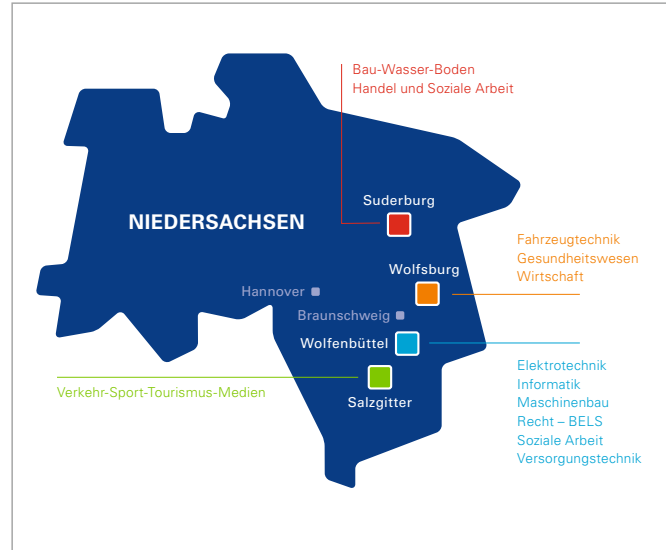 Bau-Wasser-Boden
Handel und Soziale Arbeit
Suderburg
NIEDERSACHSEN
Fahrzeugtechnik
Gesundheitswesen
Wirtschaft
Wolfsburg
Hannover
Braunschweig
Wolfenbüttel
Elektrotechnik
Informatik
Maschinenbau
Recht – BELS
Soziale Arbeit
Versorgungstechnik
Verkehr-Sport-Tourismus-Medien
Salzgitter